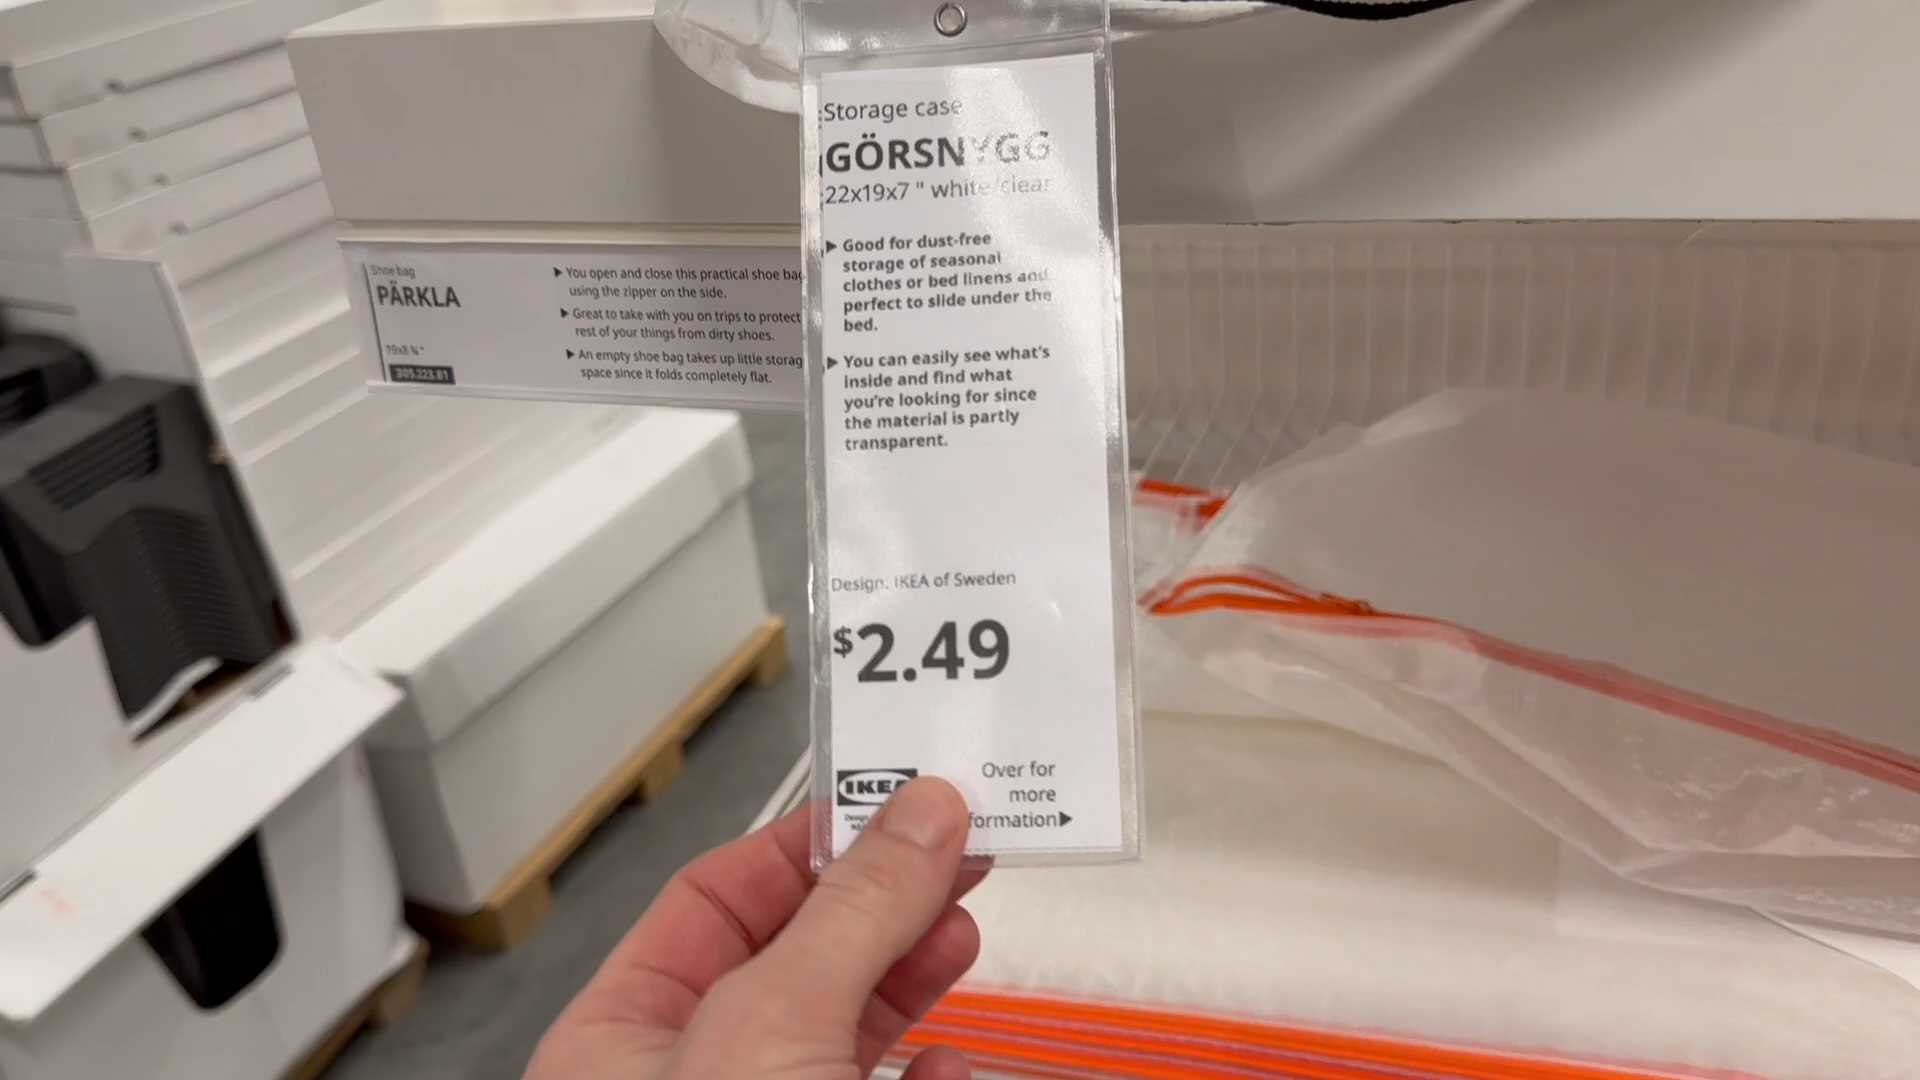 Storage case
GÖRSNYGG
22x19x7 " white/clear
▶ Good for dust-free
storage of seasonal
clothes or bed linens and
perfect to slide under the
bed.
▶ You can easily see what's
inside and find what
you're looking for since
the material is partly
transparent.
Design. IKEA of Sweden
$2.49
IKEA
Over for
more
formation▶
Shoe bag
PÄRKLA
19x8 ¾"
305.223.81
▶ You open and close this practical shoe bag
using the zipper on the side.
▶ Great to take with you on trips to protect
rest of your things from dirty shoes.
▶ An empty shoe bag takes up little storag
space since it folds completely flat.